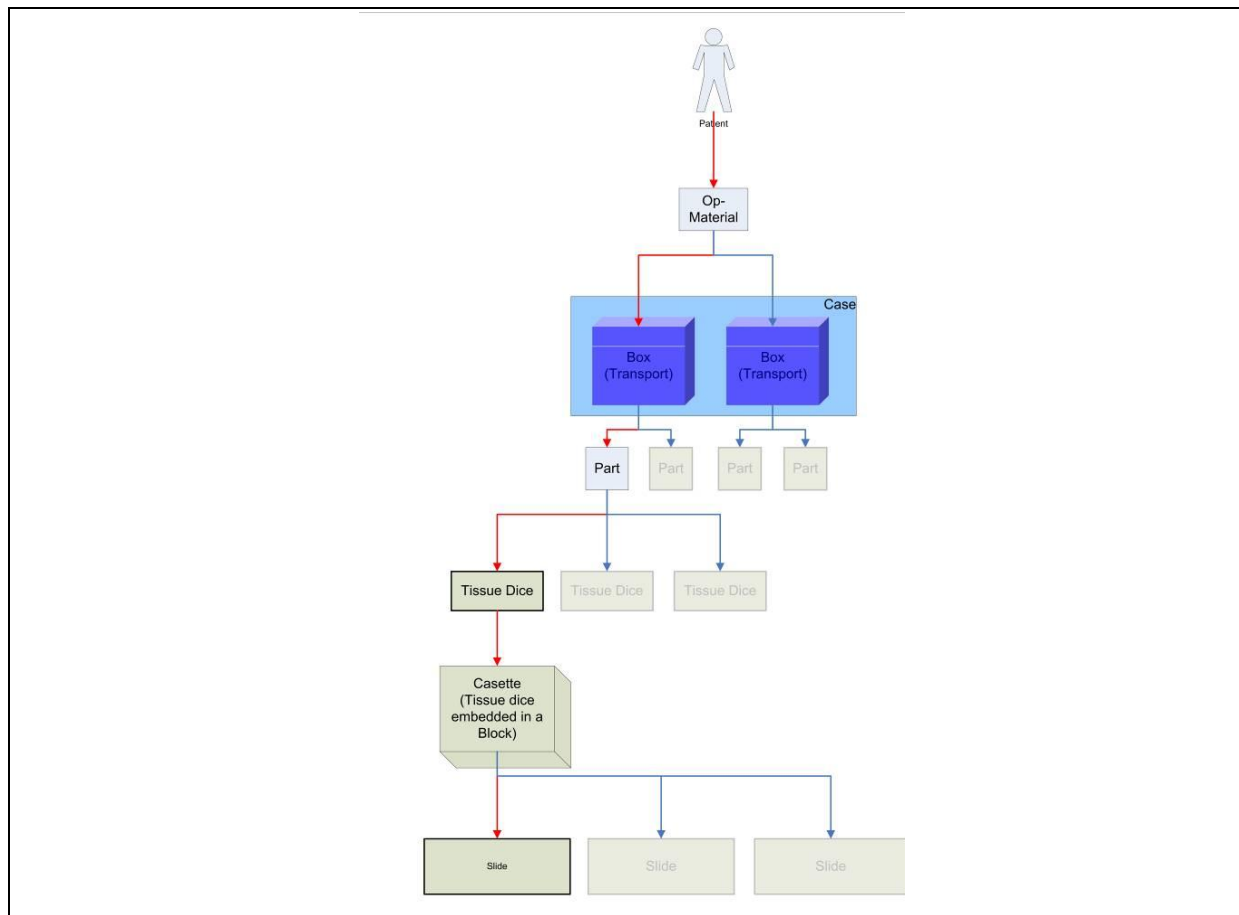 Patient
Op-
Material
Case
Box
(Transport)
Box
(Transport)
Part
Part
Part
Part
Tissue Dice
Tissue Dice
Tissue Dice
Casette
(Tissue dice
embedded in a
Block)
Slide
Slide
Slide